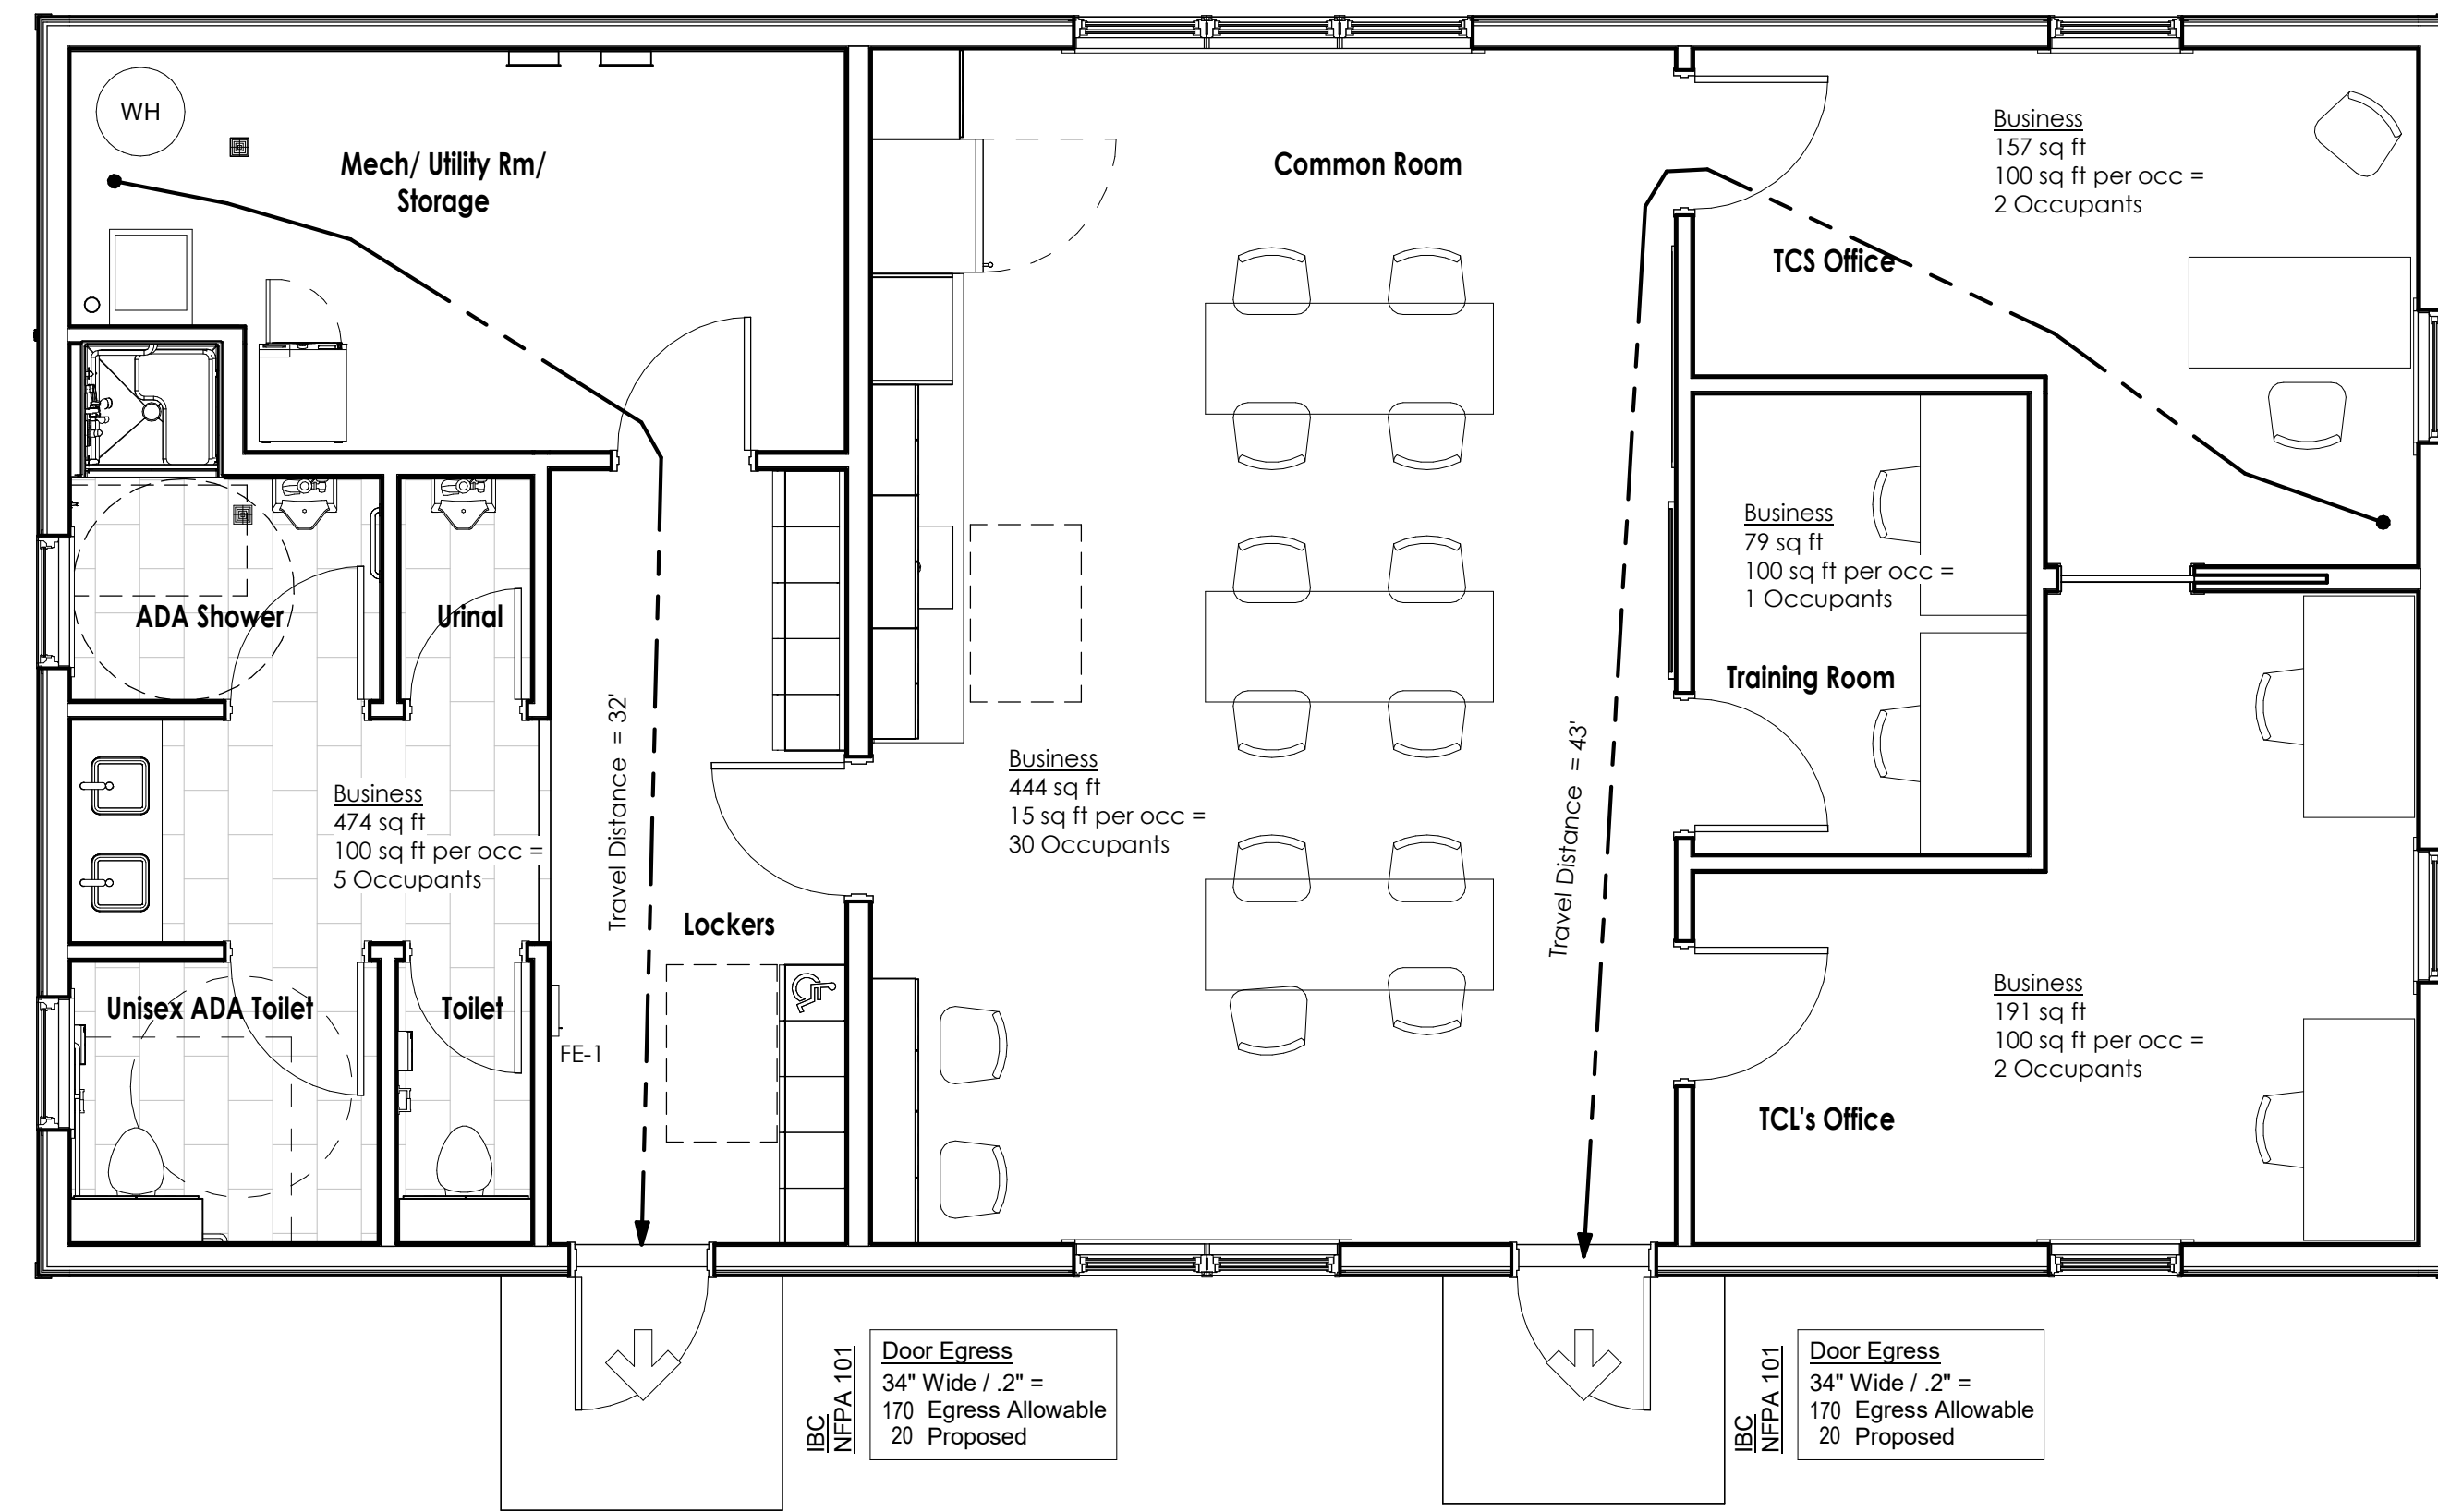 WH
Mech/ Utility Rm/
Storage
Common Room
Business
157 sq ft
100 sq ft per occ =
2 Occupants
TCS Office
Business
79 sq ft
100 sq ft per occ =
1 Occupants
Training Room
ADA Shower
Urinal
Travel Distance = 32'
Travel Distance = 43'
Business
474 sq ft
100 sq ft per occ =
5 Occupants
Business
444 sq ft
15 sq ft per occ =
30 Occupants
Lockers
Unisex ADA Toilet
Toilet
FE-1
Business
191 sq ft
100 sq ft per occ =
2 Occupants
TCL's Office
IBC
NFPA 101
Door Egress
34" Wide / .2" =
170 Egress Allowable
20 Proposed
IBC
NFPA 101
Door Egress
34" Wide / .2" =
170 Egress Allowable
20 Proposed